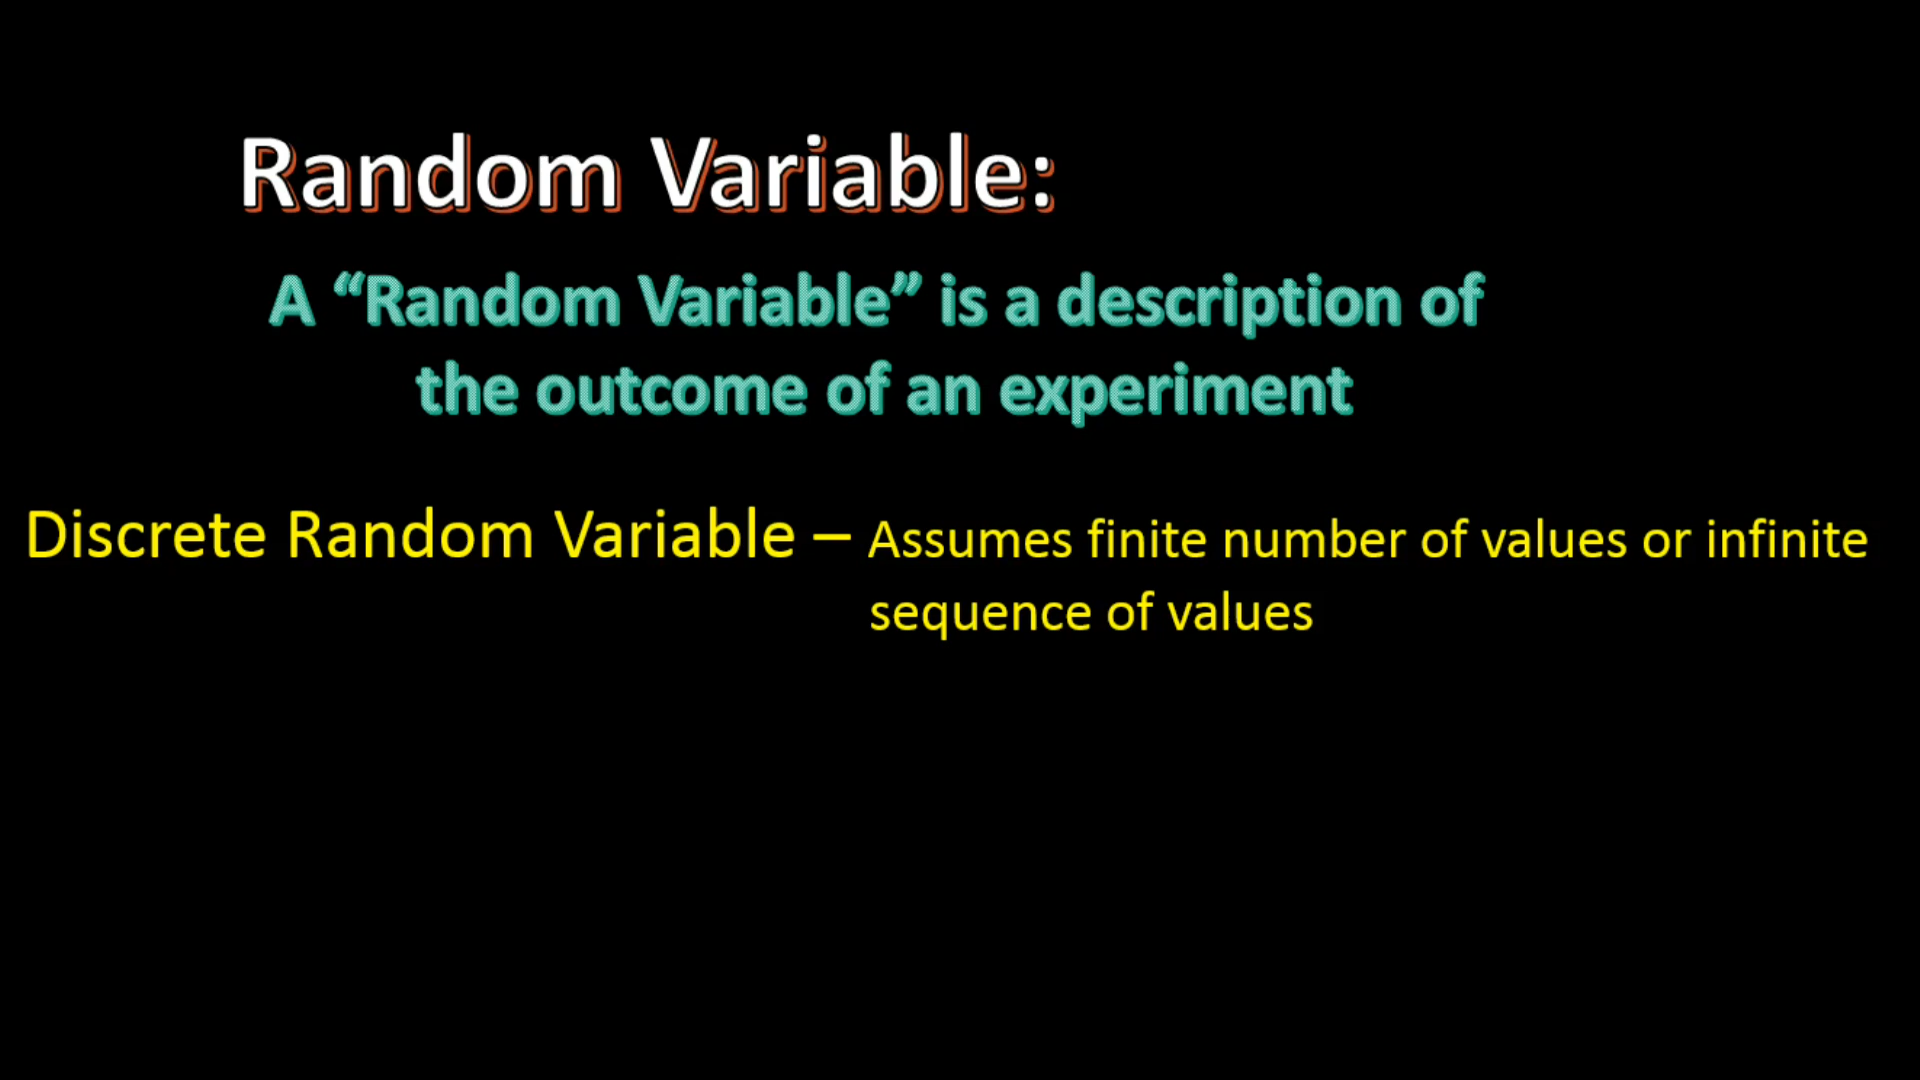 Random Variable:
A “Random Variable” is a description of
the outcome of an experiment
Discrete Random Variable – Assumes finite number of values or infinite
sequence of values